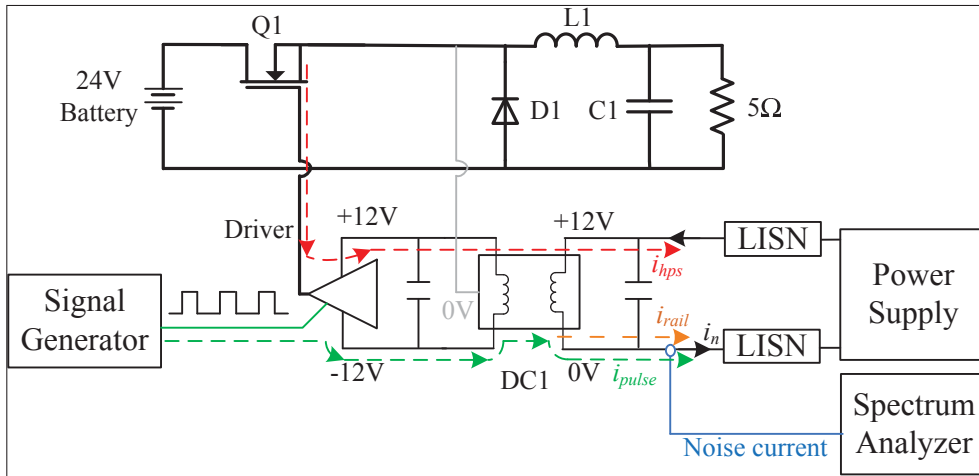 Q1
L1
24V
Battery
D1
C1
5Ω
Driver
+12V
+12V
LISN
i_hps
Signal
Generator
0V
Power
Supply
i_rail
i_n
LISN
-12V
DC1
0V
i_pulse
Noise current
Spectrum
Analyzer